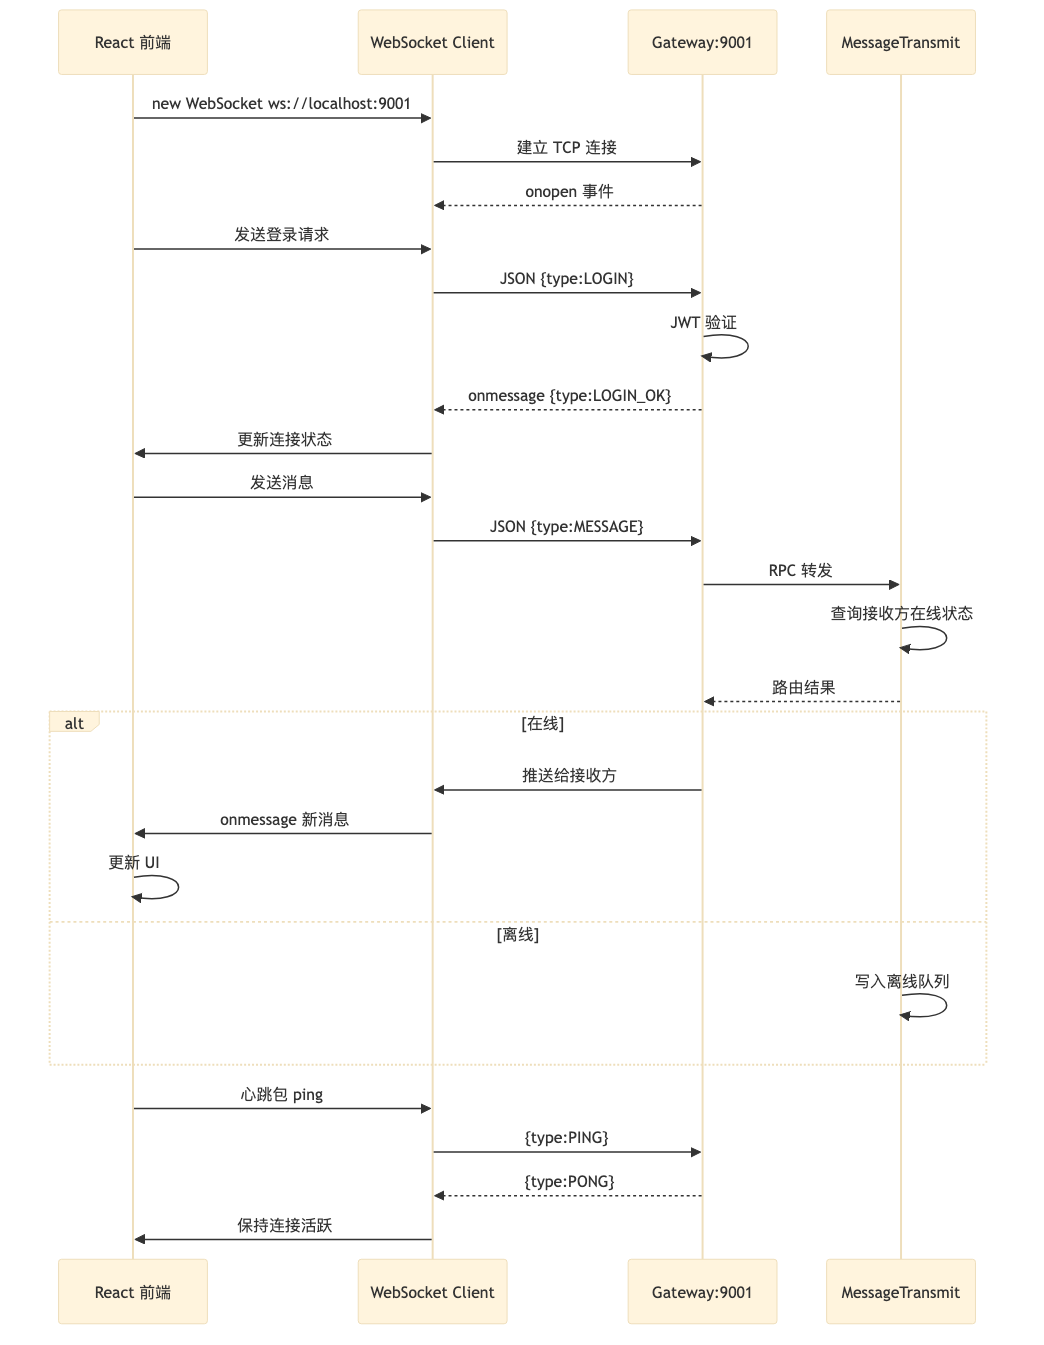 React 前端
WebSocket Client
Gateway:9001
MessageTransmit
new WebSocket ws://localhost:9001
建立 TCP 连接
onopen 事件
发送登录请求
JSON {type:LOGIN}
JWT 验证
onmessage {type:LOGIN_OK}
更新连接状态
发送消息
JSON {type:MESSAGE}
RPC 转发
查询接收方在线状态
路由结果
alt
[在线]
推送给接收方
onmessage 新消息
更新 UI
[离线]
写入离线队列
心跳包 ping
{type:PING}
{type:PONG}
保持连接活跃
React 前端
WebSocket Client
Gateway:9001
MessageTransmit